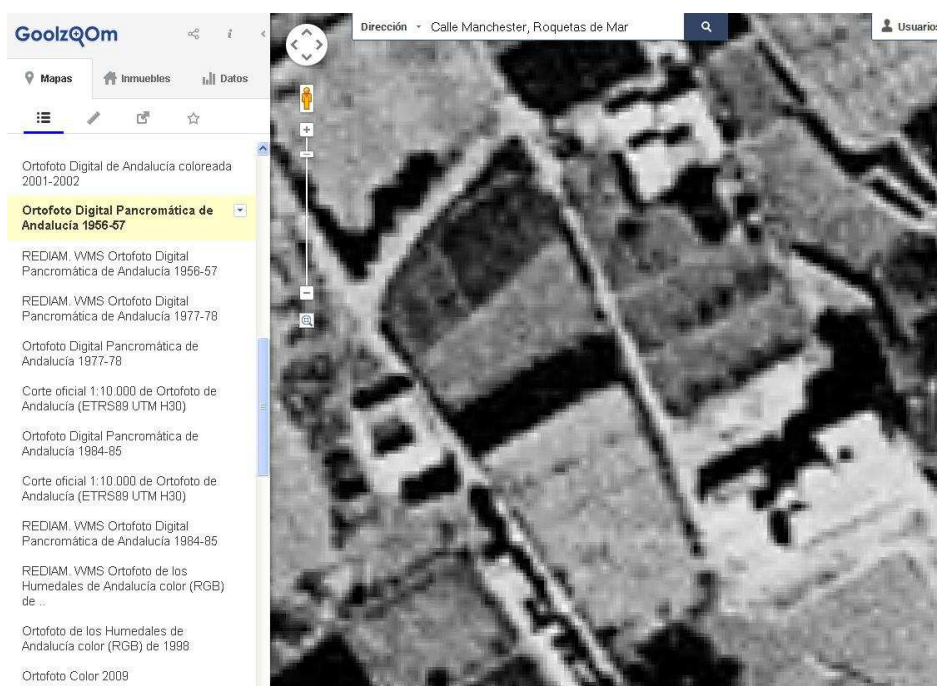 GoolzOom
i
Dirección Calle Manchester, Roquetas de Mar
Usuarios
Mapas Inmuebles Datos
Ortofoto Digital de Andalucía coloreada
2001-2002
Ortofoto Digital Pancromática de
Andalucía 1956-57
REDIAM. WMS Ortofoto Digital
Pancromática de Andalucía 1956-57
REDIAM. WMS Ortofoto Digital
Pancromática de Andalucía 1977-78
Ortofoto Digital Pancromática de
Andalucía 1977-78
Corte oficial 1:10.000 de Ortofoto de
Andalucía (ETRS89 UTM H30)
Ortofoto Digital Pancromática de
Andalucía 1984-85
Corte oficial 1:10.000 de Ortofoto de
Andalucía (ETRS89 UTM H30)
REDIAM. WMS Ortofoto Digital
Pancromática de Andalucía 1984-85
REDIAM. WMS Ortofoto de los
Humedales de Andalucía color (RGB)
de ..
Ortofoto de los Humedales de
Andalucía color (RGB) de 1998
Ortofoto Color 2009